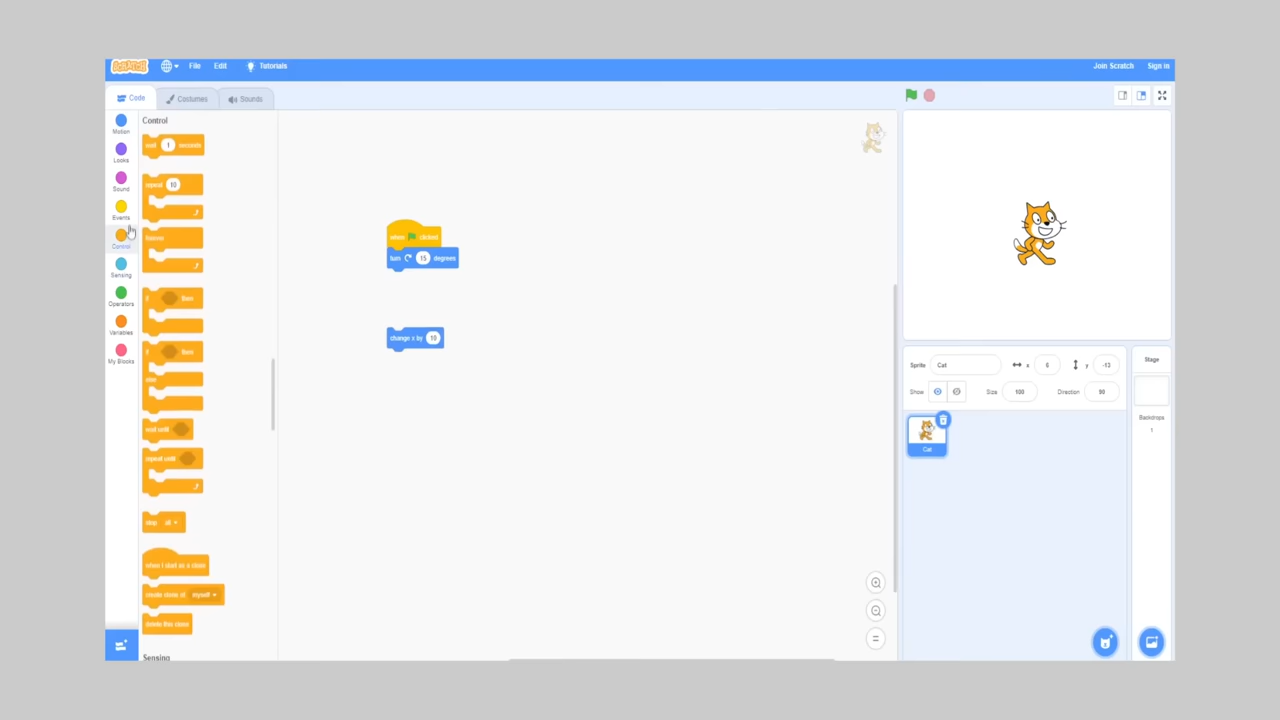 SCRATCH File Edit Tutorials Join Scratch Sign in
Code Costumes Sounds
Motion
Looks
Sound
Events
Control
Sensing
Operators
Variables
My Blocks
Control
wait 1 seconds
repeat 10
forever
if then
if then
else
wait until
repeat until
stop all
when I start as a clone
create clone of myself
delete this clone
Sensing
when clicked
turn 15 degrees
change x by 10
Sprite Cat x 6 y -13
Show Size 100 Direction 90
Cat
Stage
Backdrops
1